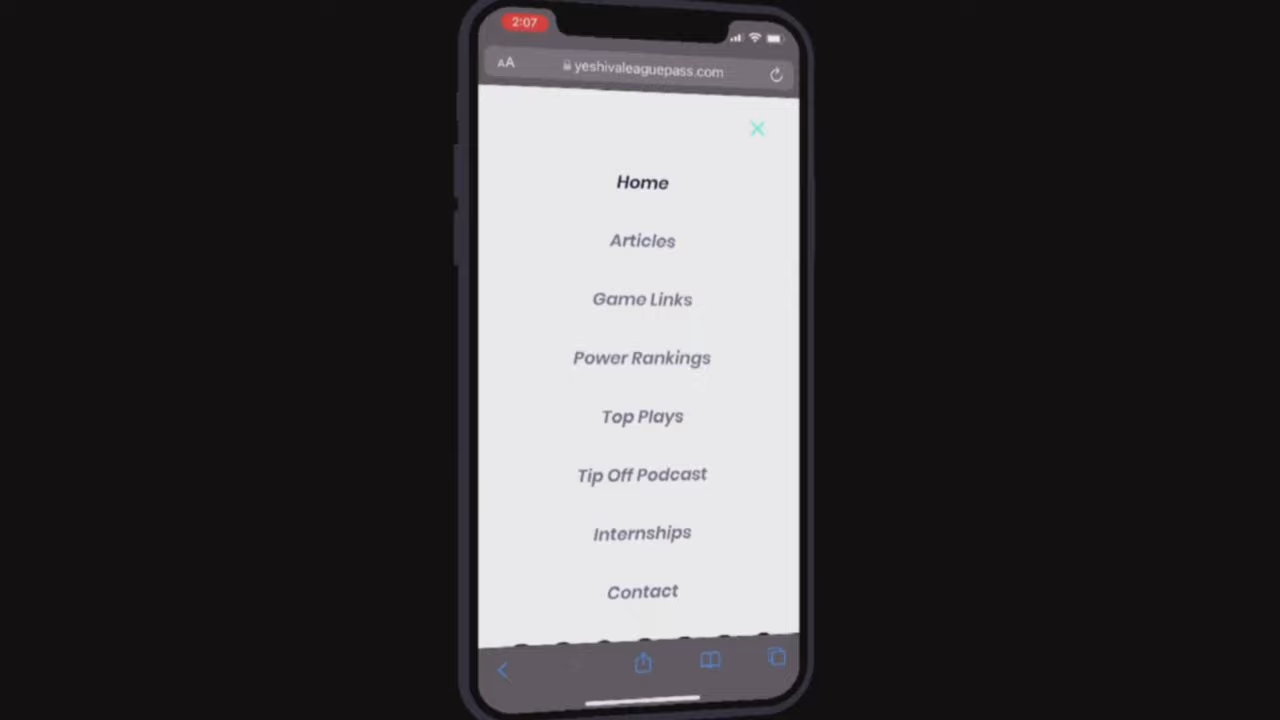 2:07
AA yeshivaleaguepass.com
Home
Articles
Game Links
Power Rankings
Top Plays
Tip Off Podcast
Internships
Contact